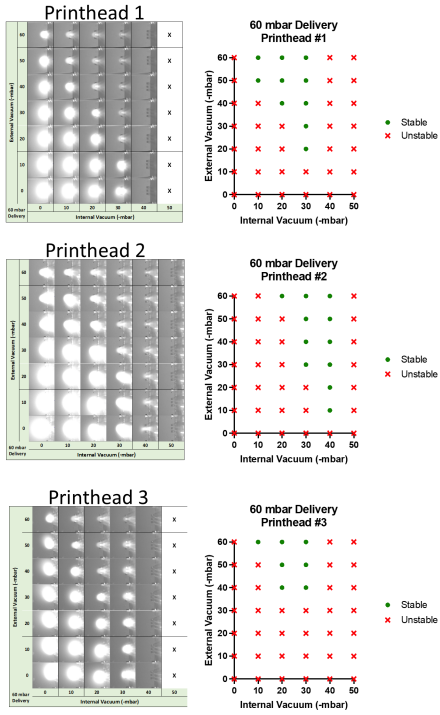 Printhead 1
60
50
40
30
20
10
0
External Vacuum (-mbar)
X
X
X
X
X
X
X
60 mbar Delivery
0 10 20 30 40 50
Internal Vacuum (-mbar)
60 mbar Delivery
Printhead #1
External Vacuum (-mbar)
60
50
40
30
20
10
0
0 10 20 30 40 50
Internal Vacuum (-mbar)
Stable
Unstable
Printhead 2
60
50
40
30
20
10
0
External Vacuum (-mbar)
60 mbar Delivery
0 10 20 30 40 50
Internal Vacuum (-mbar)
60 mbar Delivery
Printhead #2
External Vacuum (-mbar)
60
50
40
30
20
10
0
0 10 20 30 40 50
Internal Vacuum (-mbar)
Stable
Unstable
Printhead 3
60
50
40
30
20
10
0
External Vacuum (-mbar)
X
X
X
X
X
X
X
60 mbar Delivery
0 10 20 30 40 50
Internal Vacuum (-mbar)
60 mbar Delivery
Printhead #3
External Vacuum (-mbar)
60
50
40
30
20
10
0
0 10 20 30 40 50
Internal Vacuum (-mbar)
Stable
Unstable